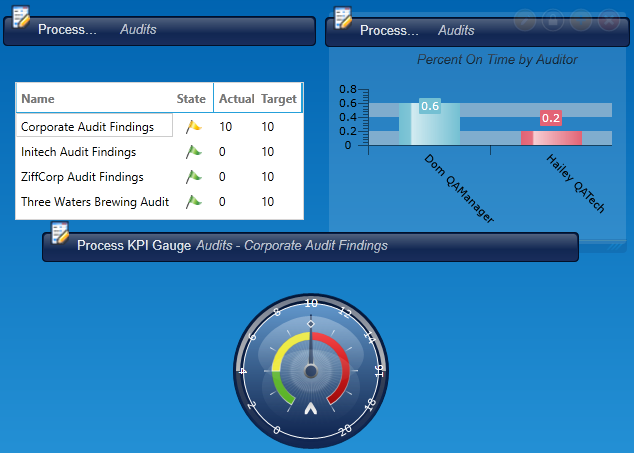 Process... Audits
Name State Actual Target
Corporate Audit Findings 10 10
Initech Audit Findings 0 10
ZiffCorp Audit Findings 0 10
Three Waters Brewing Audit 0 10
Process... Audits
Percent On Time by Auditor
0.8
0.6
0.4
0.2
0
0.6
0.2
Dom QAManager
Hailey QATech
Process KPI Gauge Audits - Corporate Audit Findings
0
2
4
6
8
10
12
14
16
18
20